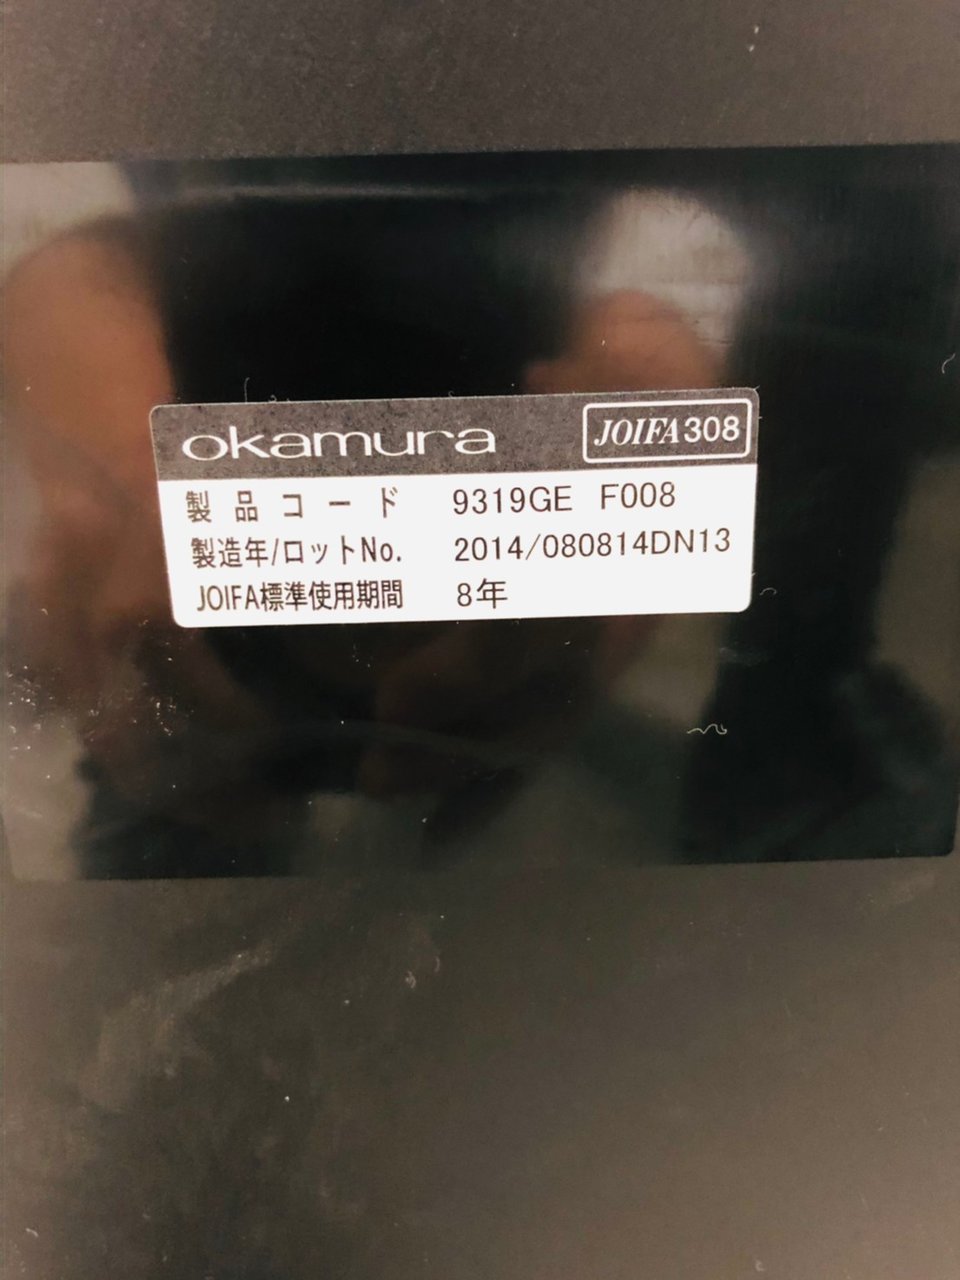 okamura JOIFA308
製品コード 9319GE F008
製造年/ロットNo. 2014/080814DN13
JOIFA標準使用期間 8年